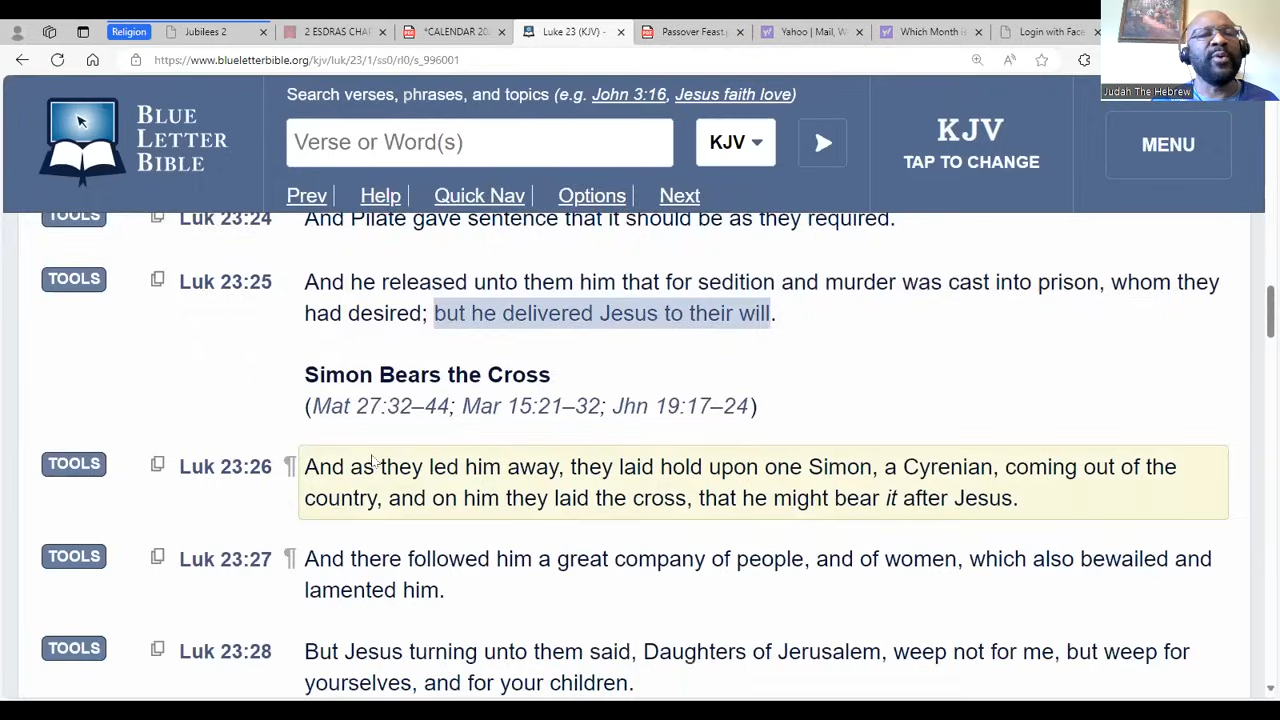 Religion
Jubilees 2
2 ESDRAS CHA
*CALENDAR 20
Luke 23 (KJV) -
Passover Feast,
Yahoo | Mail, W
Which Month is
Login with Face
https://www.blueletterbible.org/kjv/luk/23/1/ss0/rl0/s_996001
Judah The Hebrew
BLUE
LETTER
BIBLE
Search verses, phrases, and topics (e.g. John 3:16, Jesus faith love)
Verse or Word(s)
KJV
KJV
TAP TO CHANGE
MENU
Prev
Help
Quick Nav
Options
Next
TOOLS
Luk 23:24
And Pilate gave sentence that it should be as they required.
TOOLS
Luk 23:25
And he released unto them him that for sedition and murder was cast into prison, whom they
had desired; but he delivered Jesus to their will.
Simon Bears the Cross
(Mat 27:32–44; Mar 15:21–32; Jhn 19:17–24)
TOOLS
Luk 23:26
¶ And as they led him away, they laid hold upon one Simon, a Cyrenian, coming out of the
country, and on him they laid the cross, that he might bear it after Jesus.
TOOLS
Luk 23:27
¶ And there followed him a great company of people, and of women, which also bewailed and
lamented him.
TOOLS
Luk 23:28
But Jesus turning unto them said, Daughters of Jerusalem, weep not for me, but weep for
yourselves, and for your children.